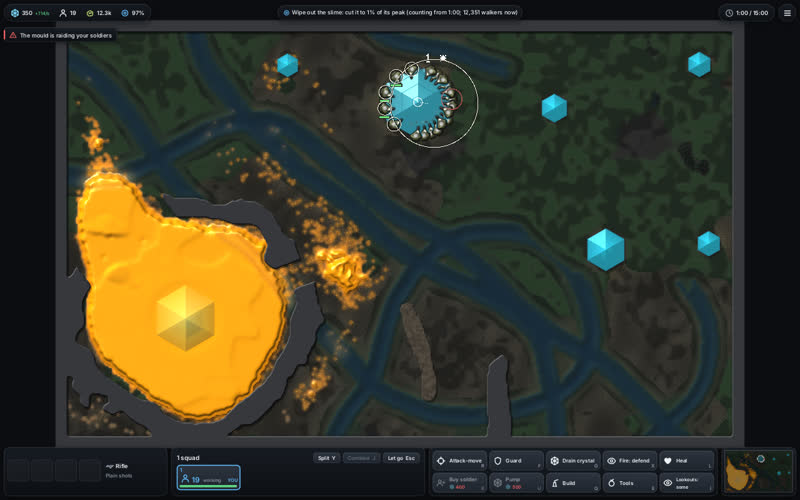 350 +714/s 19 12.3k 97%
Wipe out the slime: cut it to 1% of its peak (counting from 1:00; 12,351 walkers now)
1:00 / 15:00
The mould is raiding your soldiers
1
Rifle
Plain shots
1 squad
Split Y
Combine J
Let go Esc
1
19 working YOU
Attack-move
Guard
Drain crystal
Fire: defend
Heal
Buy soldier
Pump
Build
Tools
Lookouts: some